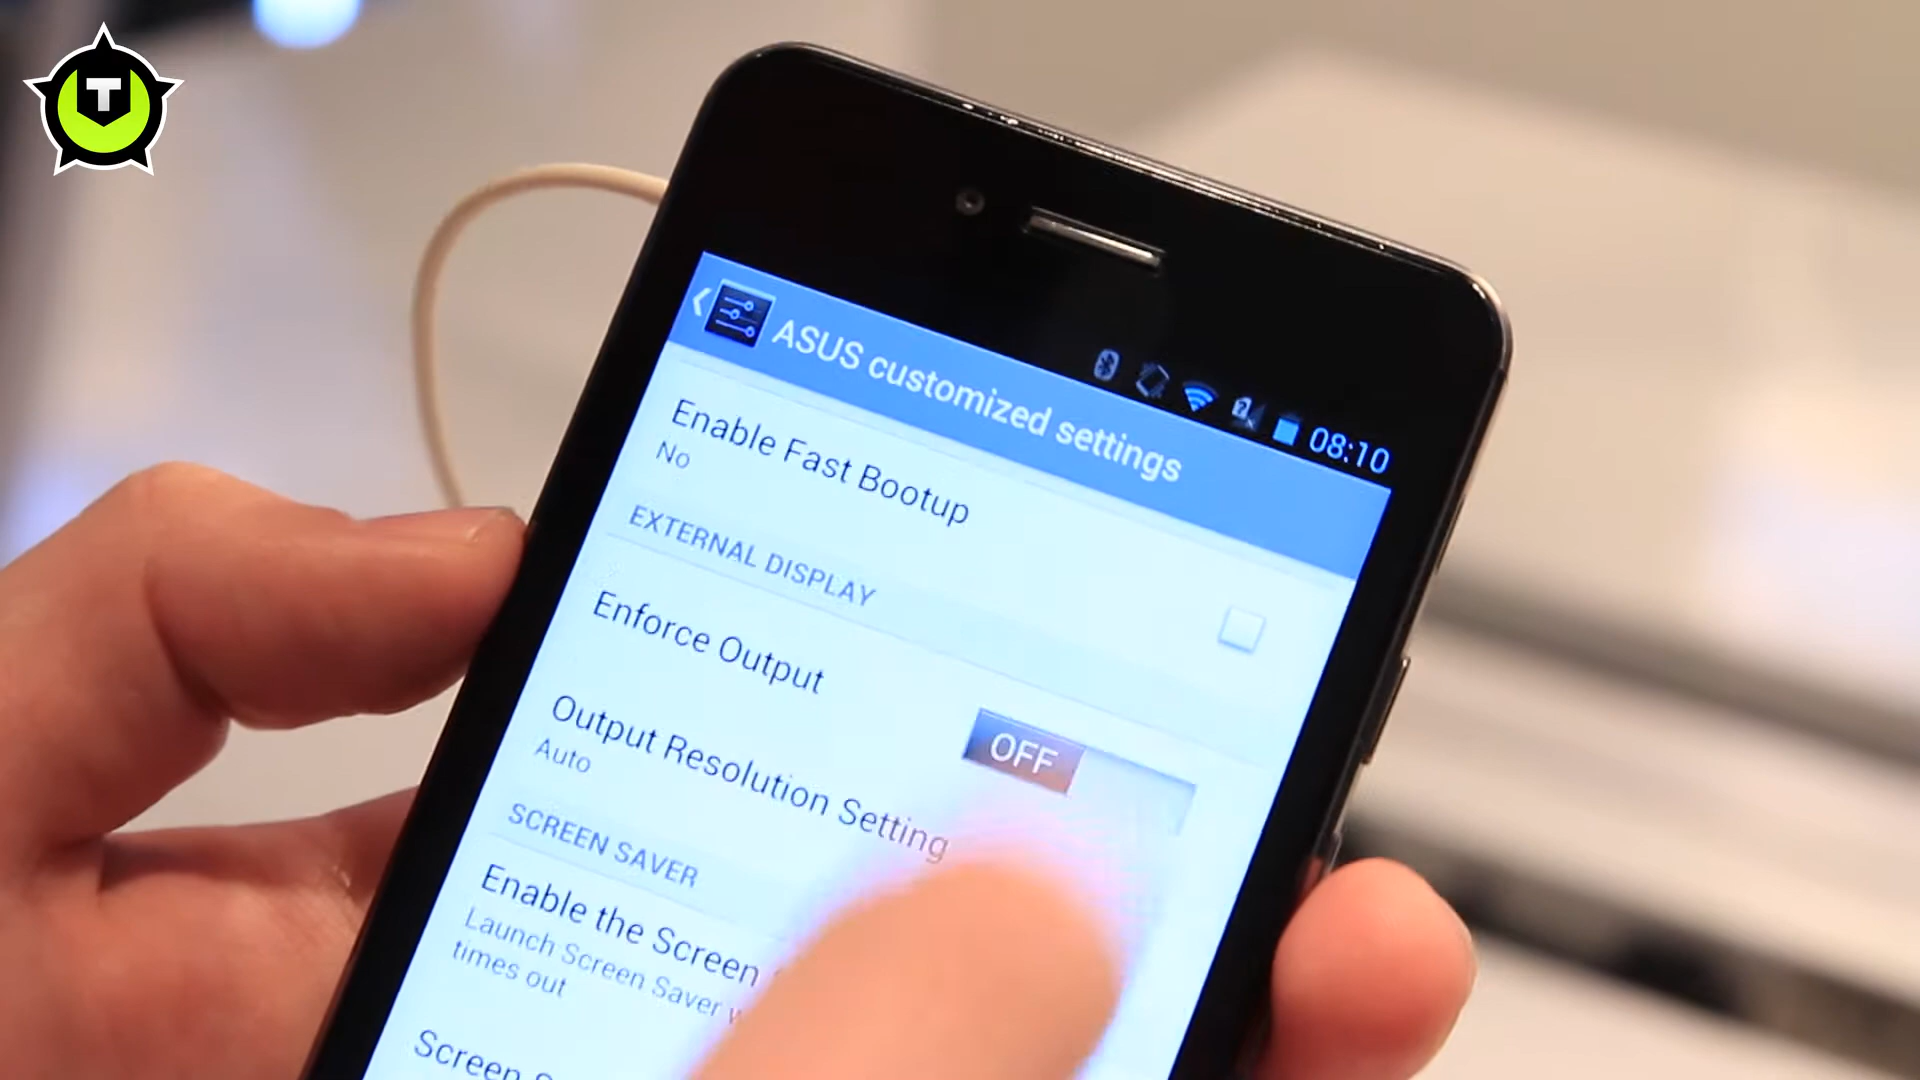 T
08:10
ASUS customized settings
Enable Fast Bootup
No
EXTERNAL DISPLAY
Enforce Output
OFF
Output Resolution Setting
Auto
SCREEN SAVER
Enable the Screen
Launch Screen Saver
times out
Screen